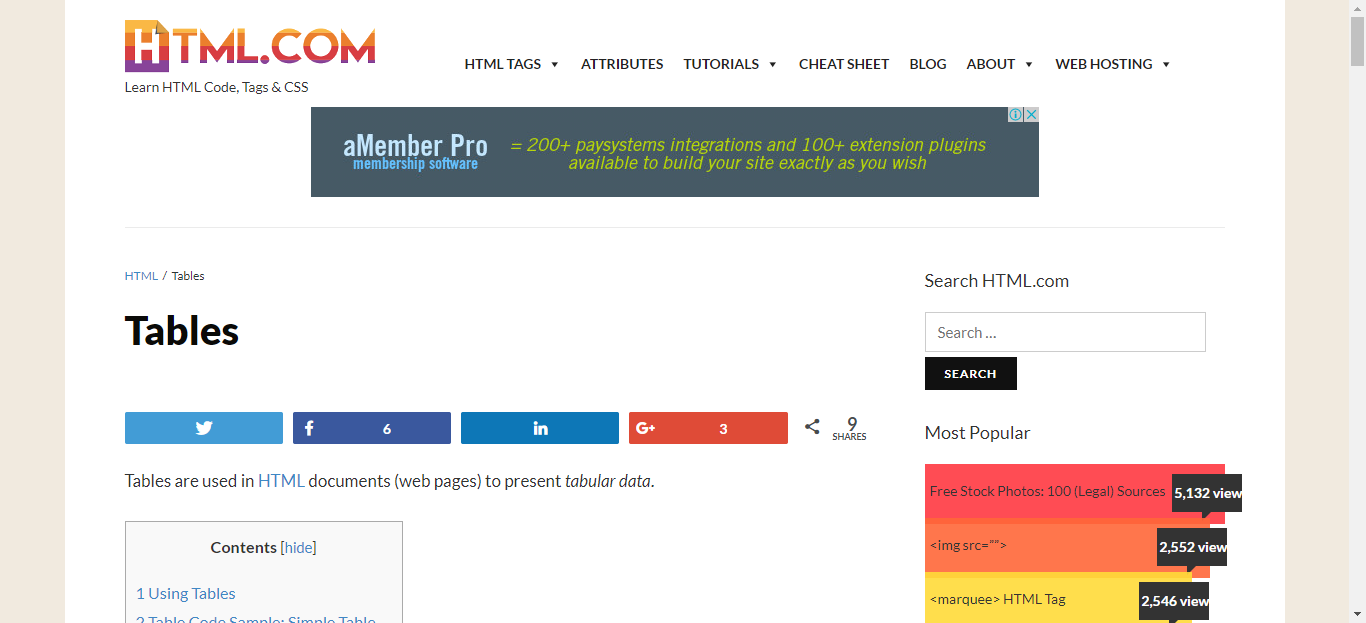 HTML.COM
Learn HTML Code, Tags & CSS
HTML TAGS ATTRIBUTES TUTORIALS CHEAT SHEET BLOG ABOUT WEB HOSTING
aMember Pro
membership software
= 200+ paysystems integrations and 100+ extension plugins
available to build your site exactly as you wish
HTML / Tables
Tables
6
in
G+ 3
9
SHARES
Tables are used in HTML documents (web pages) to present tabular data.
Contents [hide]
1 Using Tables
2 Table Code Sample: Simple Table
Search HTML.com
Search ...
SEARCH
Most Popular
Free Stock Photos: 100 (Legal) Sources 5,132 view
<img src=""> 2,552 view
<marquee> HTML Tag 2,546 view